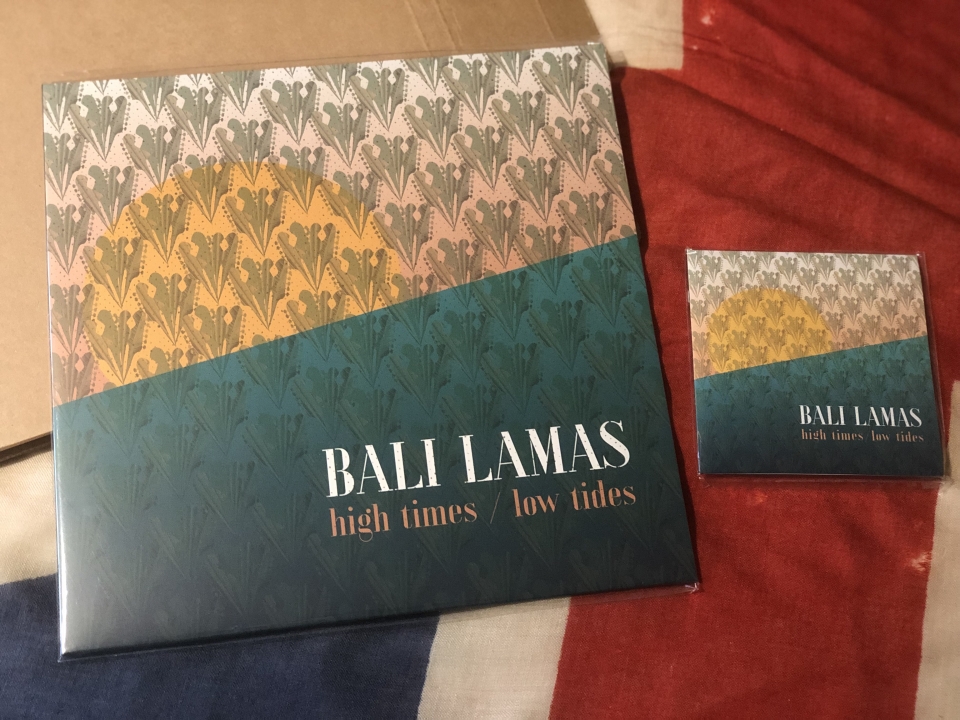 BALI LAMAS
high times / low tides
BALI LAMAS
high times / low tides